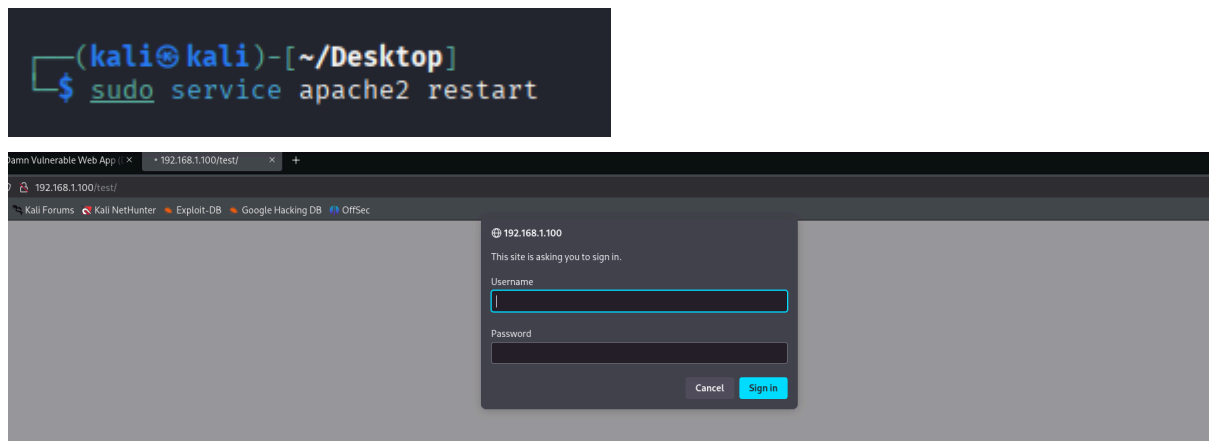 (kali㉿kali)-[~/Desktop]
$ sudo service apache2 restart
Damn Vulnerable Web App ( × • 192.168.1.100/test/ × +
192.168.1.100/test/
Kali Forums Kali NetHunter Exploit-DB Google Hacking DB OffSec
192.168.1.100
This site is asking you to sign in.
Username
Password
Cancel Sign in